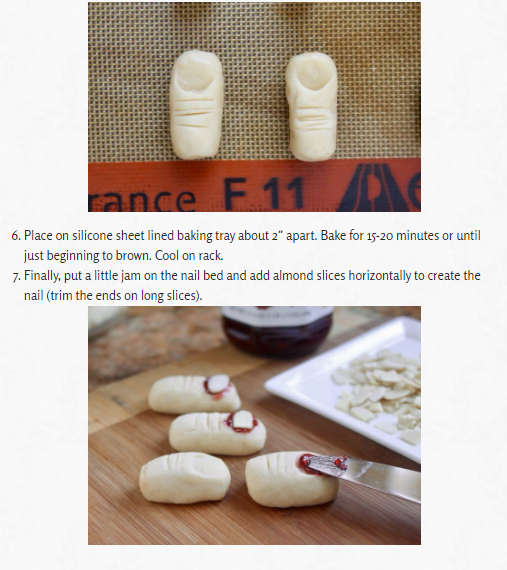 rance F 11
6. Place on silicone sheet lined baking tray about 2" apart. Bake for 15-20 minutes or until
just beginning to brown. Cool on rack.
7. Finally, put a little jam on the nail bed and add almond slices horizontally to create the
nail (trim the ends on long slices).